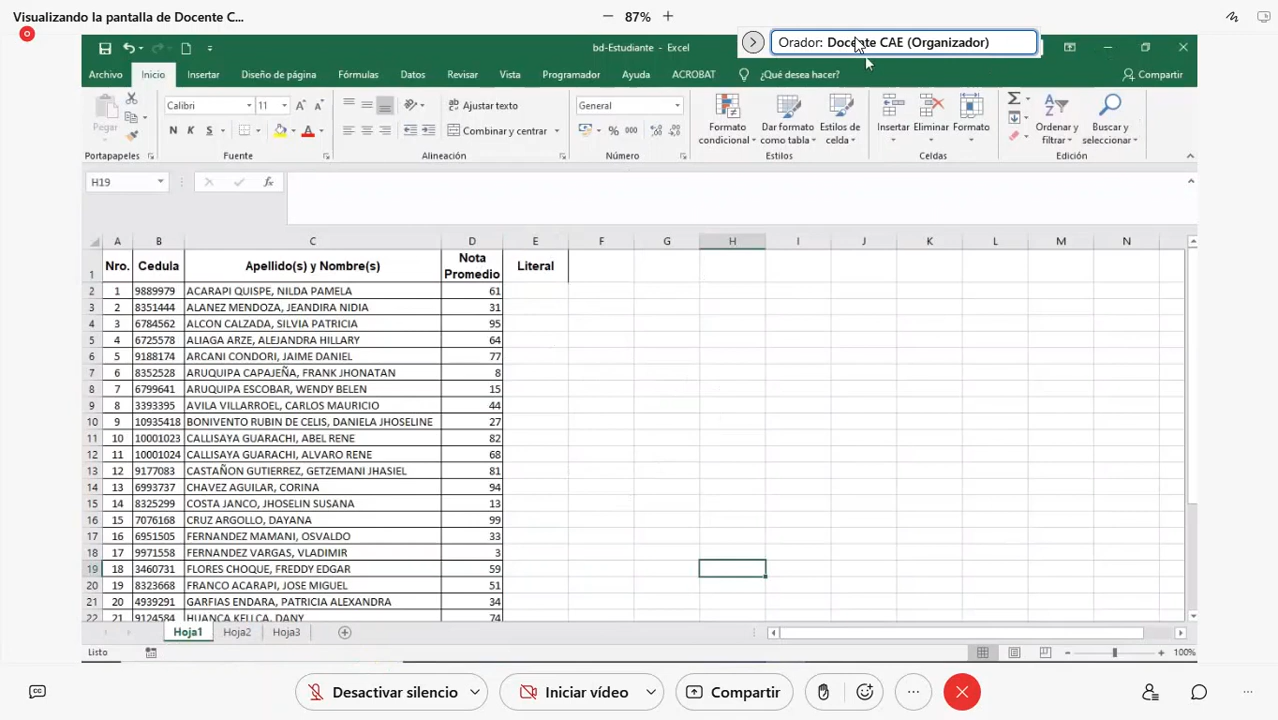 Visualizando la pantalla de Docente C...
87%
bd-Estudiante - Excel
Orador: Docente CAE (Organizador)
Archivo Inicio Insertar Diseño de página Fórmulas Datos Revisar Vista Programador Ayuda ACROBAT ¿Qué desea hacer? Compartir
Pegar
Portapapeles
Calibri 11
N K S
Fuente
Ajustar texto
Combinar y centrar
Alineación
General
% 000
Número
Formato condicional
Dar formato como tabla
Estilos de celda
Estilos
Insertar Eliminar Formato
Celdas
Ordenar y filtrar
Buscar y seleccionar
Edición
H19 fx
A B C D E F G H I J K L M N
1 Nro. Cedula Apellido(s) y Nombre(s) Nota Promedio Literal
2 1 9889979 ACARAPI QUISPE, NILDA PAMELA 61
3 2 8351444 ALANEZ MENDOZA, JEANDIRA NIDIA 31
4 3 6784562 ALCON CALZADA, SILVIA PATRICIA 95
5 4 6725578 ALIAGA ARZE, ALEJANDRA HILLARY 64
6 5 9188174 ARCANI CONDORI, JAIME DANIEL 77
7 6 8352528 ARUQUIPA CAPAJEÑA, FRANK JHONATAN 8
8 7 6799641 ARUQUIPA ESCOBAR, WENDY BELEN 15
9 8 3393395 AVILA VILLARROEL, CARLOS MAURICIO 44
10 9 10935418 BONIVENTO RUBIN DE CELIS, DANIELA JHOSELINE 27
11 10 10001023 CALLISAYA GUARACHI, ABEL RENE 82
12 11 10001024 CALLISAYA GUARACHI, ALVARO RENE 68
13 12 9177083 CASTAÑON GUTIERREZ, GETZEMANI JHASIEL 81
14 13 6993737 CHAVEZ AGUILAR, CORINA 94
15 14 8325299 COSTA JANCO, JHOSELIN SUSANA 13
16 15 7076168 CRUZ ARGOLLO, DAYANA 99
17 16 6951505 FERNANDEZ MAMANI, OSVALDO 33
18 17 9971558 FERNANDEZ VARGAS, VLADIMIR 3
19 18 3460731 FLORES CHOQUE, FREDDY EDGAR 59
20 19 8323668 FRANCO ACARAPI, JOSE MIGUEL 51
21 20 4939291 GARFIAS ENDARA, PATRICIA ALEXANDRA 34
22 21 9124584 HUANCA KELLCA, DANY 74
Hoja1 Hoja2 Hoja3
Listo 100%
Desactivar silencio Iniciar vídeo Compartir